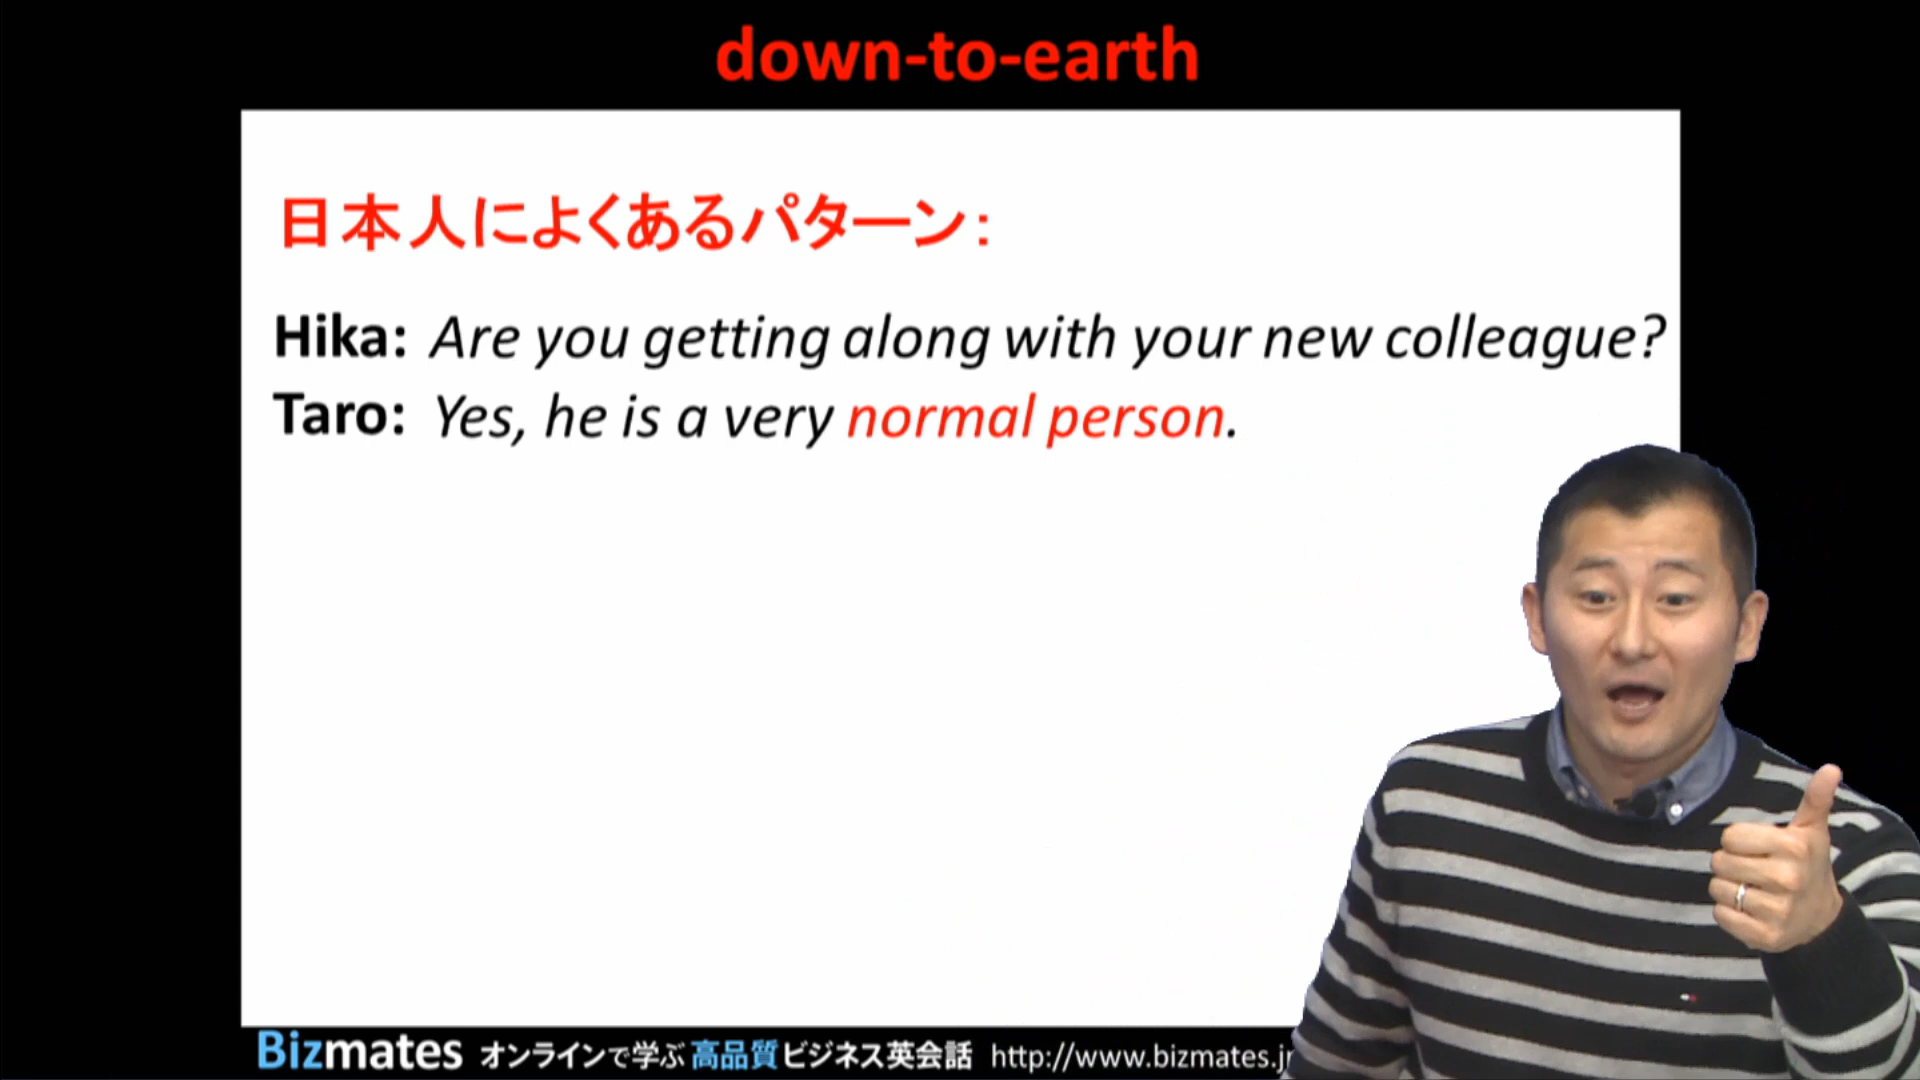 down-to-earth
日本人によくあるパターン:
Hika: Are you getting along with your new colleague?
Taro: Yes, he is a very normal person.
Bizmates オンラインで学ぶ 高品質 ビジネス英会話 http://www.bizmates.j